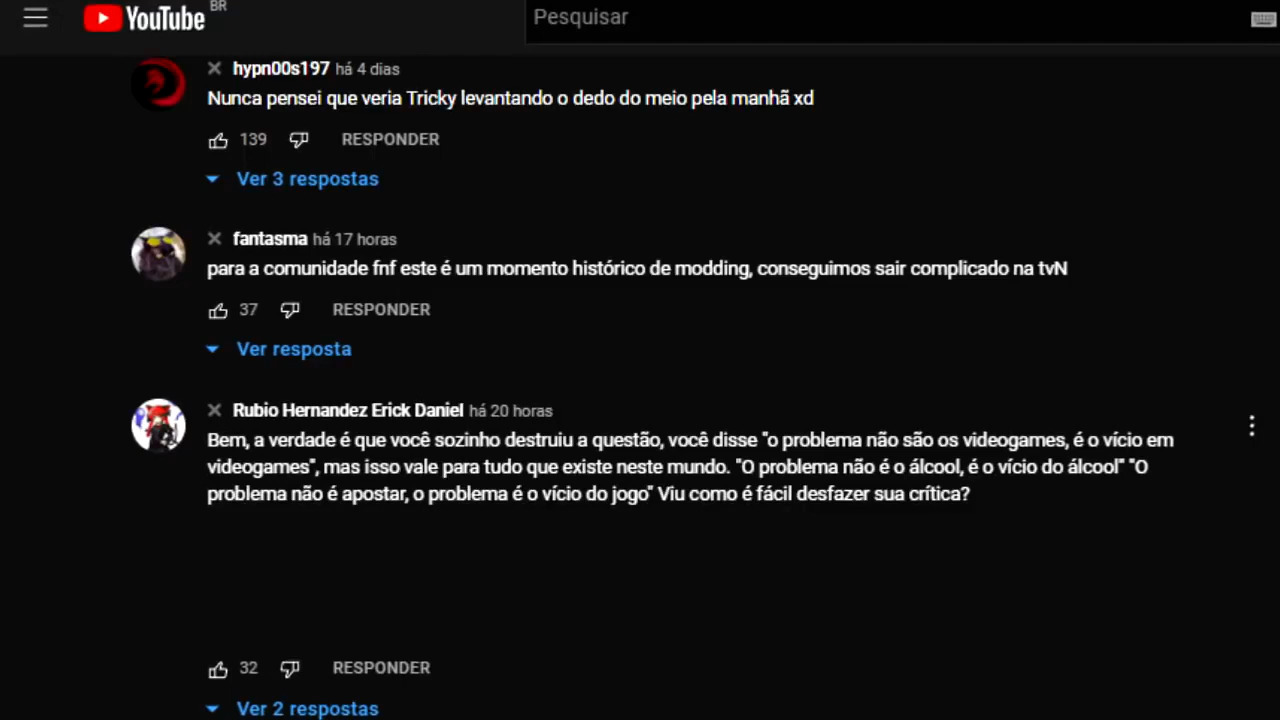 YouTube BR
Pesquisar
hypn00s197 há 4 dias
Nunca pensei que veria Tricky levantando o dedo do meio pela manhã xd
139 RESPONDER
Ver 3 respostas
fantasma há 17 horas
para a comunidade fnf este é um momento histórico de modding, conseguimos sair complicado na tvN
37 RESPONDER
Ver resposta
Rubio Hernandez Erick Daniel há 20 horas
Bem, a verdade é que você sozinho destruiu a questão, você disse "o problema não são os videogames, é o vício em
videogames", mas isso vale para tudo que existe neste mundo. "O problema não é o álcool, é o vício do álcool" "O
problema não é apostar, o problema é o vício do jogo" Viu como é fácil desfazer sua crítica?
32 RESPONDER
Ver 2 respostas